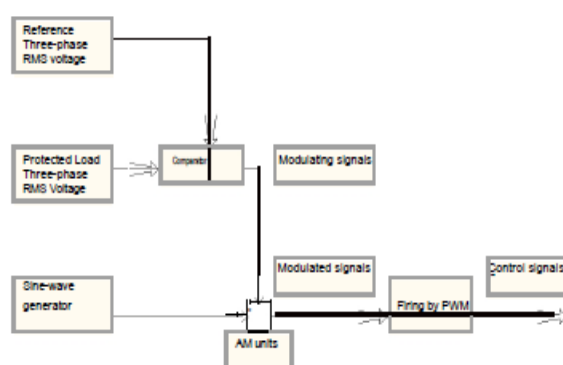 Reference
Three-phase
RMS voltage
Protected Load
Three-phase
RMS Voltage
Comparator
Modulating signals
Sine-wave
generator
Modulated signals
Firing by PWM
Control signals
AM units